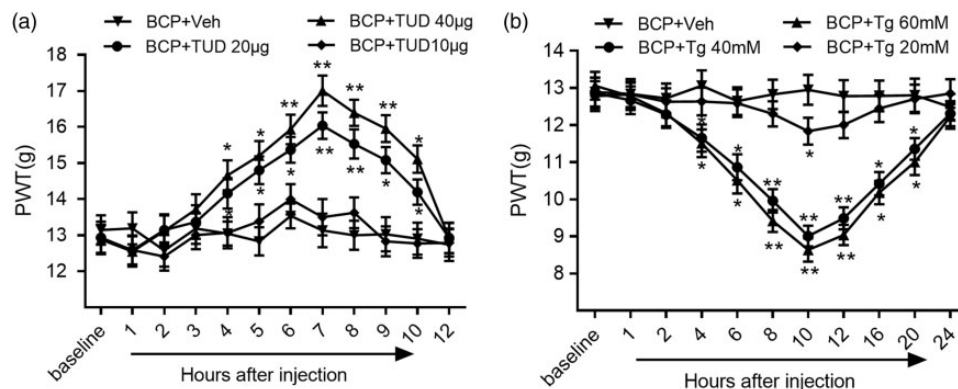 (a)
BCP+Veh
BCP+TUD 40μg
BCP+TUD 20μg
BCP+TUD10μg
PWT(g)
18
17
16
15
14
13
12
** 
** ** **
* * *
** ** *
* * * *
baseline 1 2 3 4 5 6 7 8 9 10 12
Hours after injection
(b)
BCP+Veh
BCP+Tg 60mM
BCP+Tg 40mM
BCP+Tg 20mM
PWT(g)
14
13
12
11
10
9
8
* * ** ** ** * *
*
* * ** ** ** * *
baseline 1 2 4 6 8 10 12 16 20 24
Hours after injection